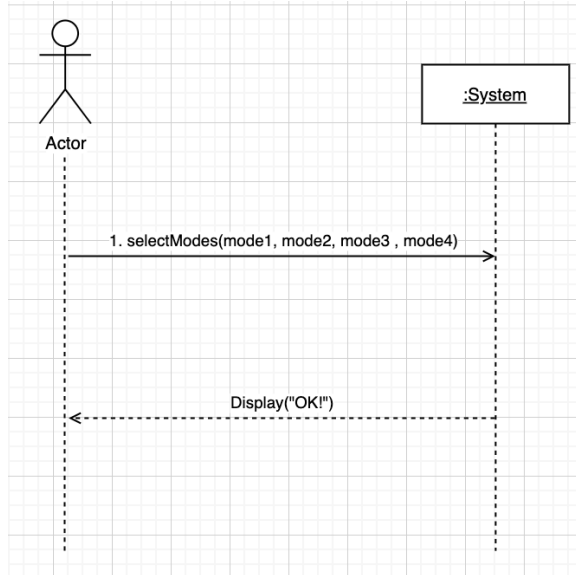 :System
Actor
1. selectModes(mode1, mode2, mode3 , mode4)
Display("OK!")